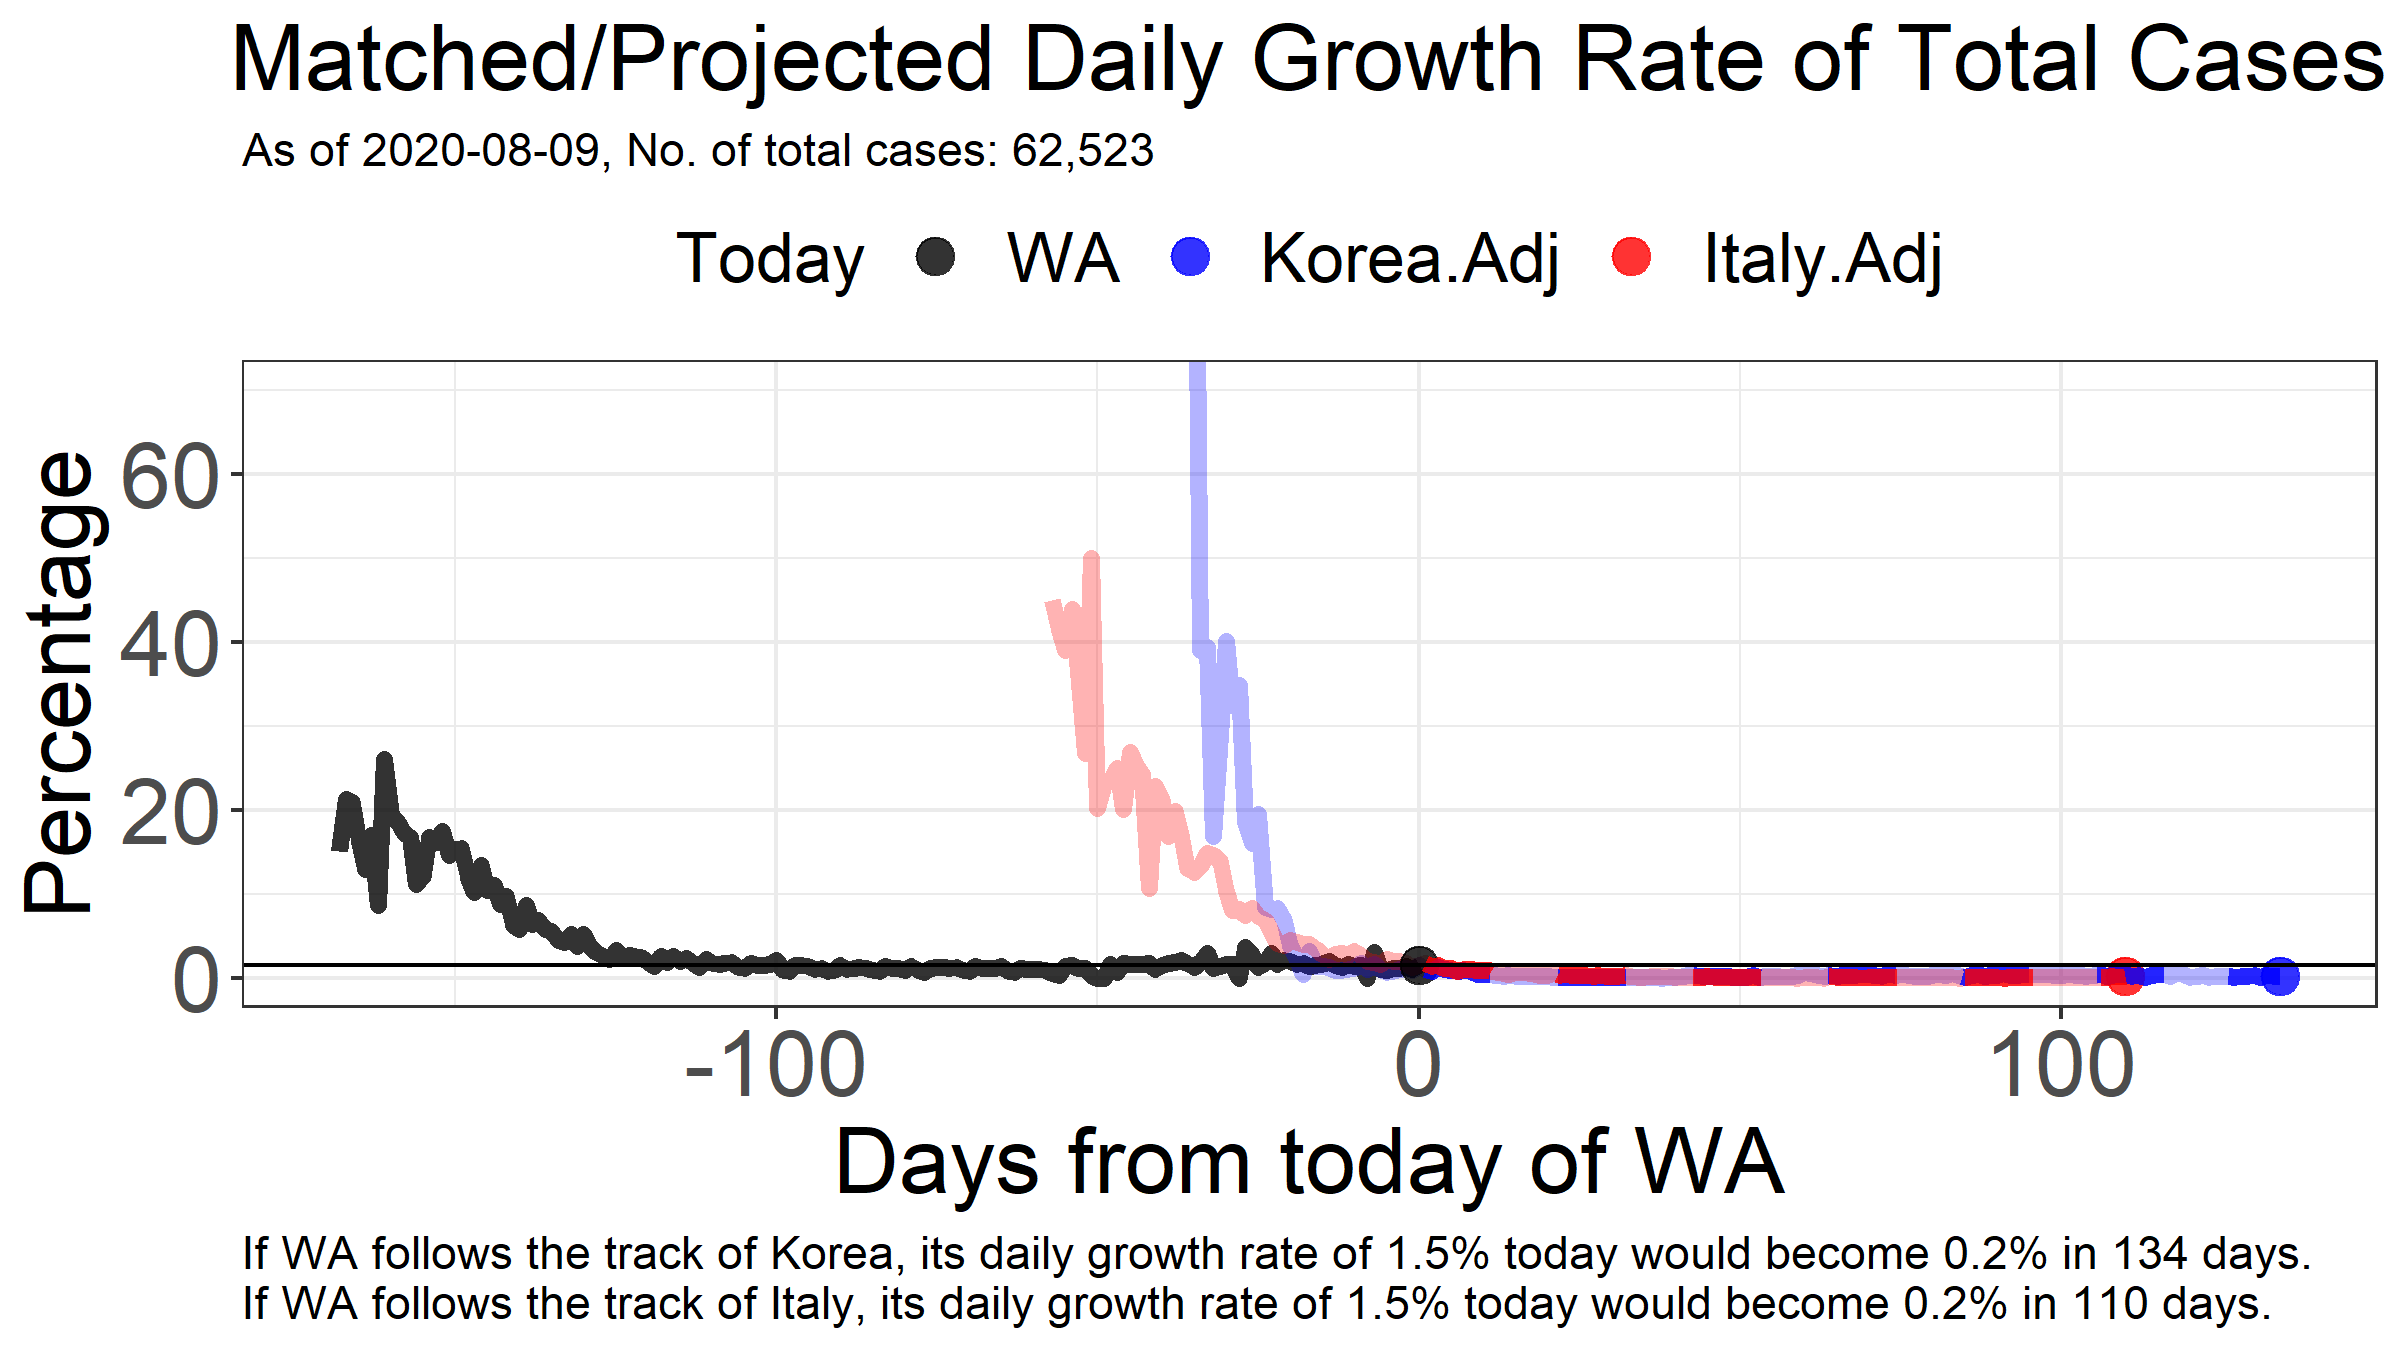 Matched/Projected Daily Growth Rate of Total Cases
As of 2020-08-09, No. of total cases: 62,523
Today WA Korea.Adj Italy.Adj
Percentage
60
40
20
0
-100 0 100
Days from today of WA
If WA follows the track of Korea, its daily growth rate of 1.5% today would become 0.2% in 134 days.
If WA follows the track of Italy, its daily growth rate of 1.5% today would become 0.2% in 110 days.